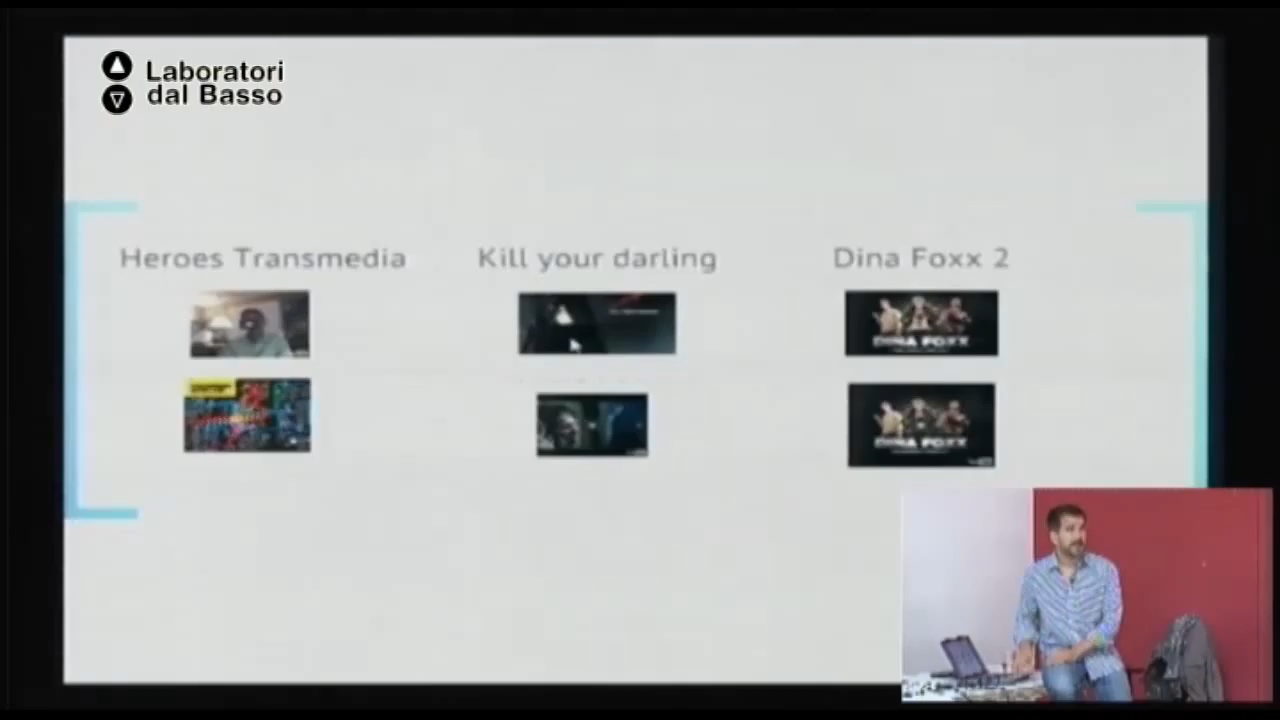 Laboratori
dal Basso
Heroes Transmedia
Kill your darling
Dina Foxx 2
DINA FOXX
DINA FOXX